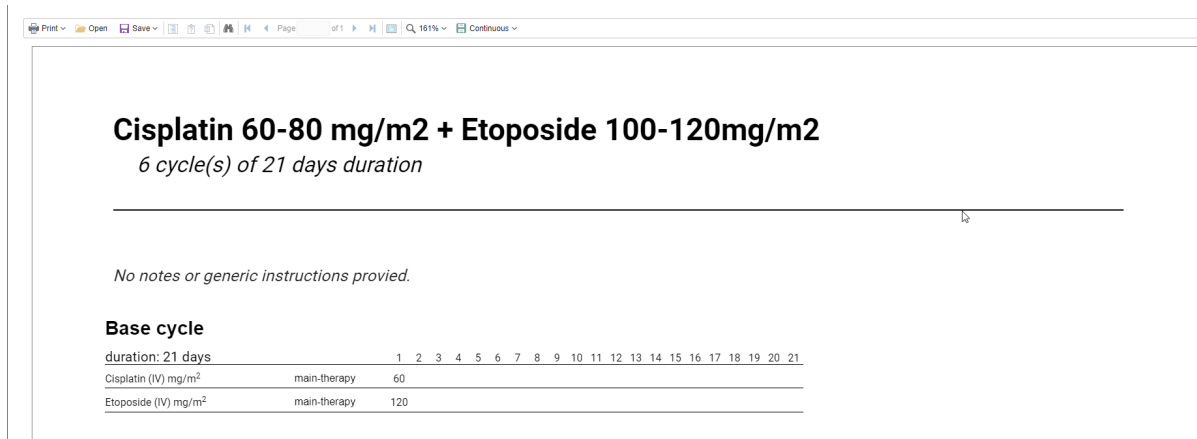 Print Open Save Page of 1 161% Continuous
Cisplatin 60-80 mg/m2 + Etoposide 100-120mg/m2
6 cycle(s) of 21 days duration
No notes or generic instructions provied.
Base cycle
duration: 21 days 1 2 3 4 5 6 7 8 9 10 11 12 13 14 15 16 17 18 19 20 21
Cisplatin (IV) mg/m² main-therapy 60
Etoposide (IV) mg/m² main-therapy 120